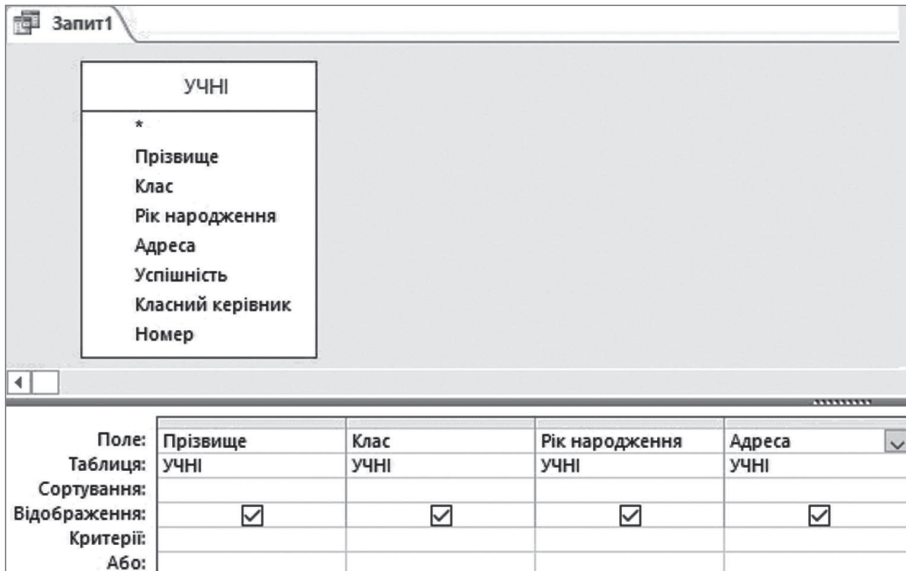 Запит1
УЧНІ
*
Прізвище
Клас
Рік народження
Адреса
Успішність
Класний керівник
Номер
Поле: Прізвище Клас Рік народження Адреса
Таблиця: УЧНІ УЧНІ УЧНІ УЧНІ
Сортування:
Відображення:
Критерії:
Або: